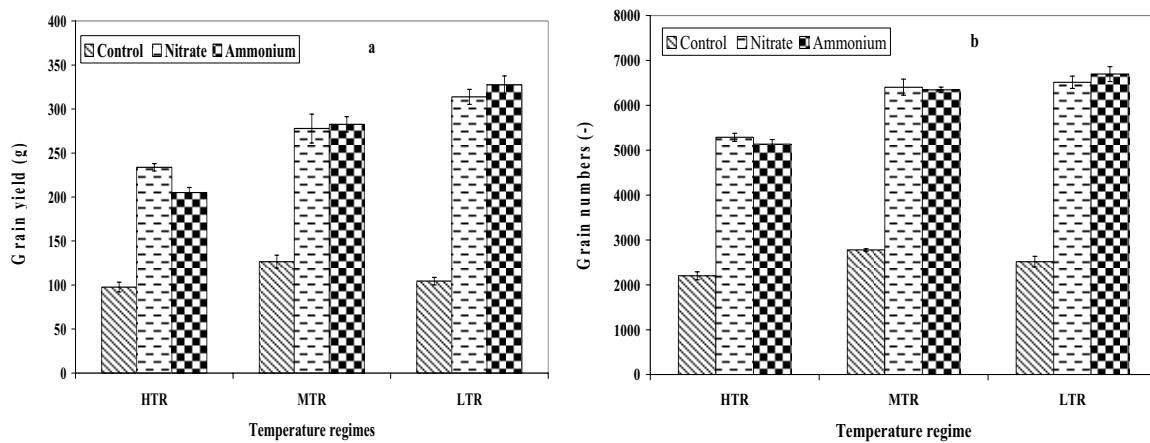 400
350
300
250
200
150
100
50
0
Grain yield (g)
Control Nitrate Ammonium
a
HTR MTR LTR
Temperature regimes
8000
7000
6000
5000
4000
3000
2000
1000
0
Grain numbers (-)
Control Nitrate Ammonium
b
HTR MTR LTR
Temperature regime